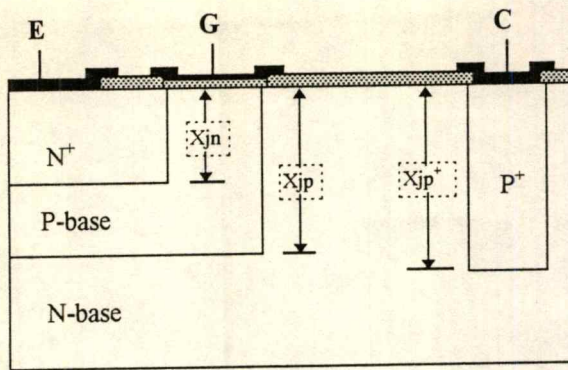 E G C
N⁺ Xjn Xjp Xjp⁺ P⁺
P-base
N-base